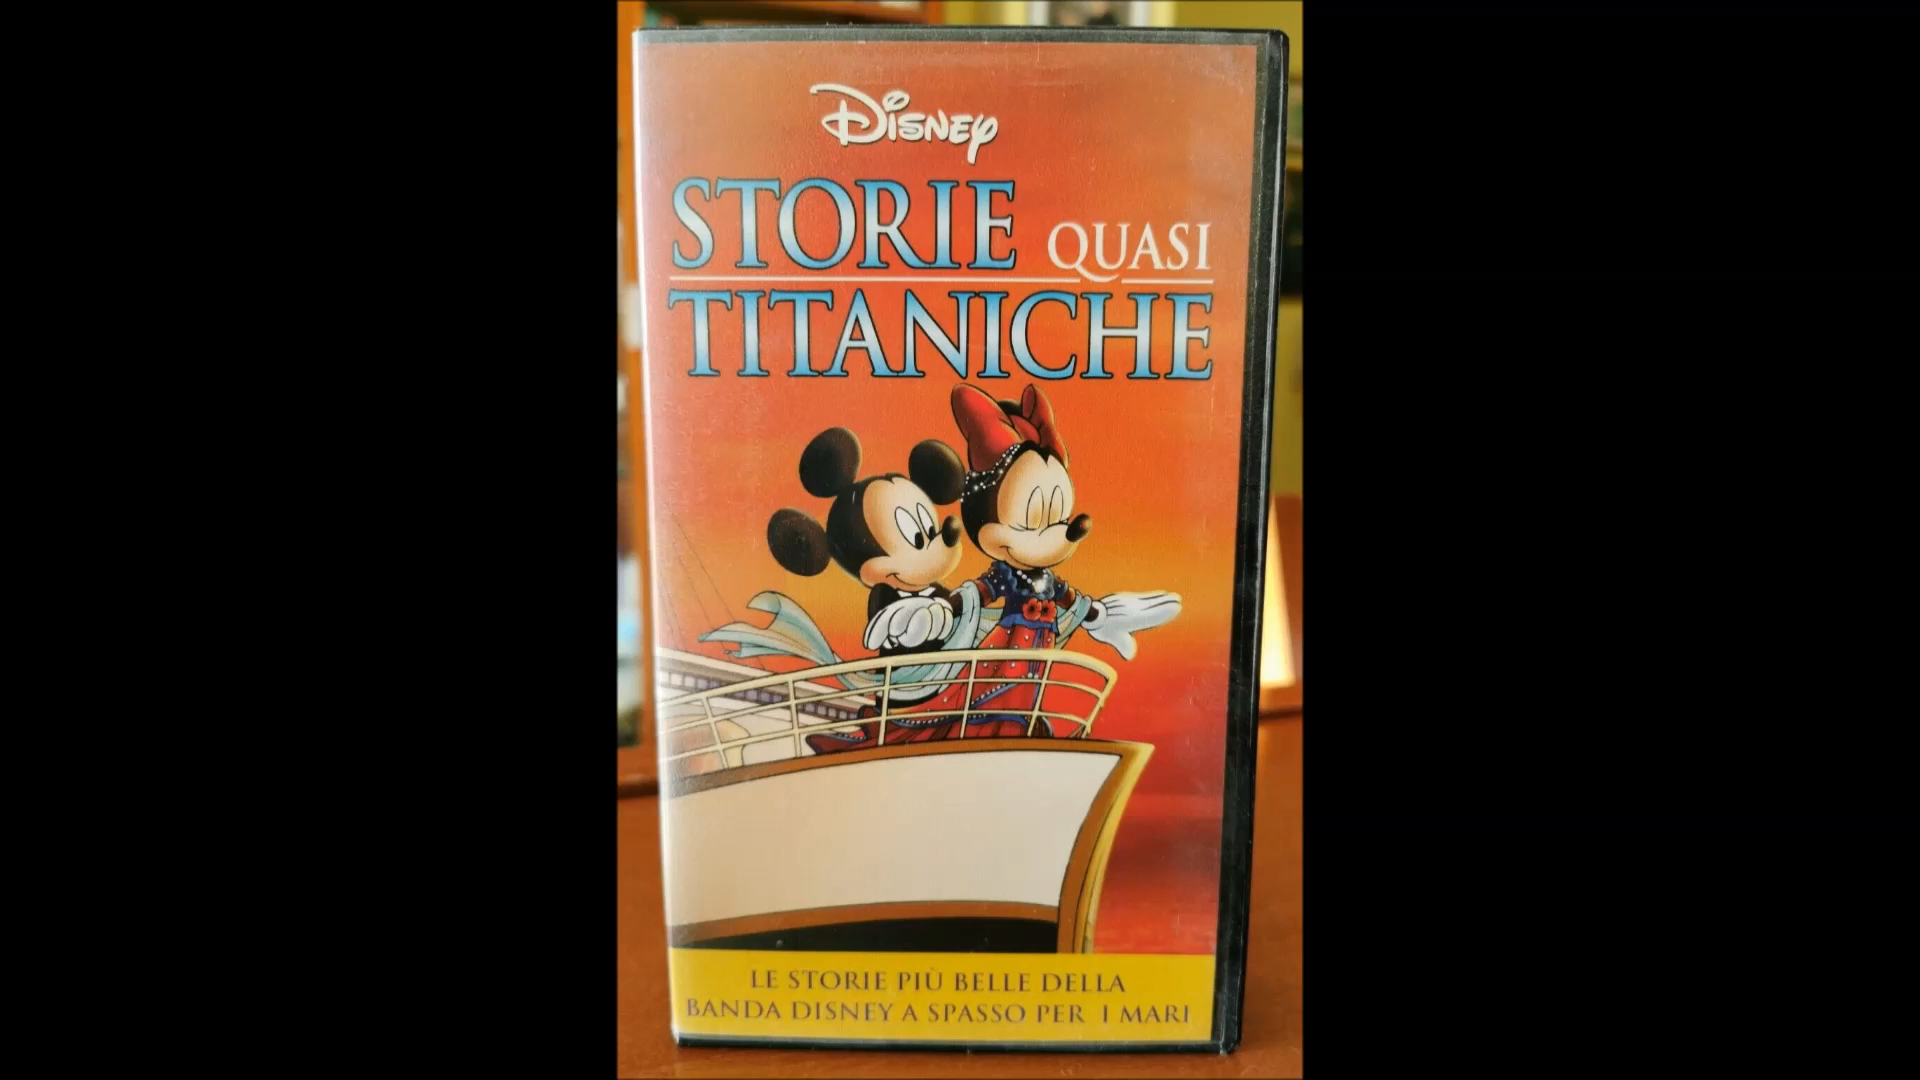 Disney
STORIE QUASI
TITANICHE
LE STORIE PIÙ BELLE DELLA
BANDA DISNEY A SPASSO PER I MARI